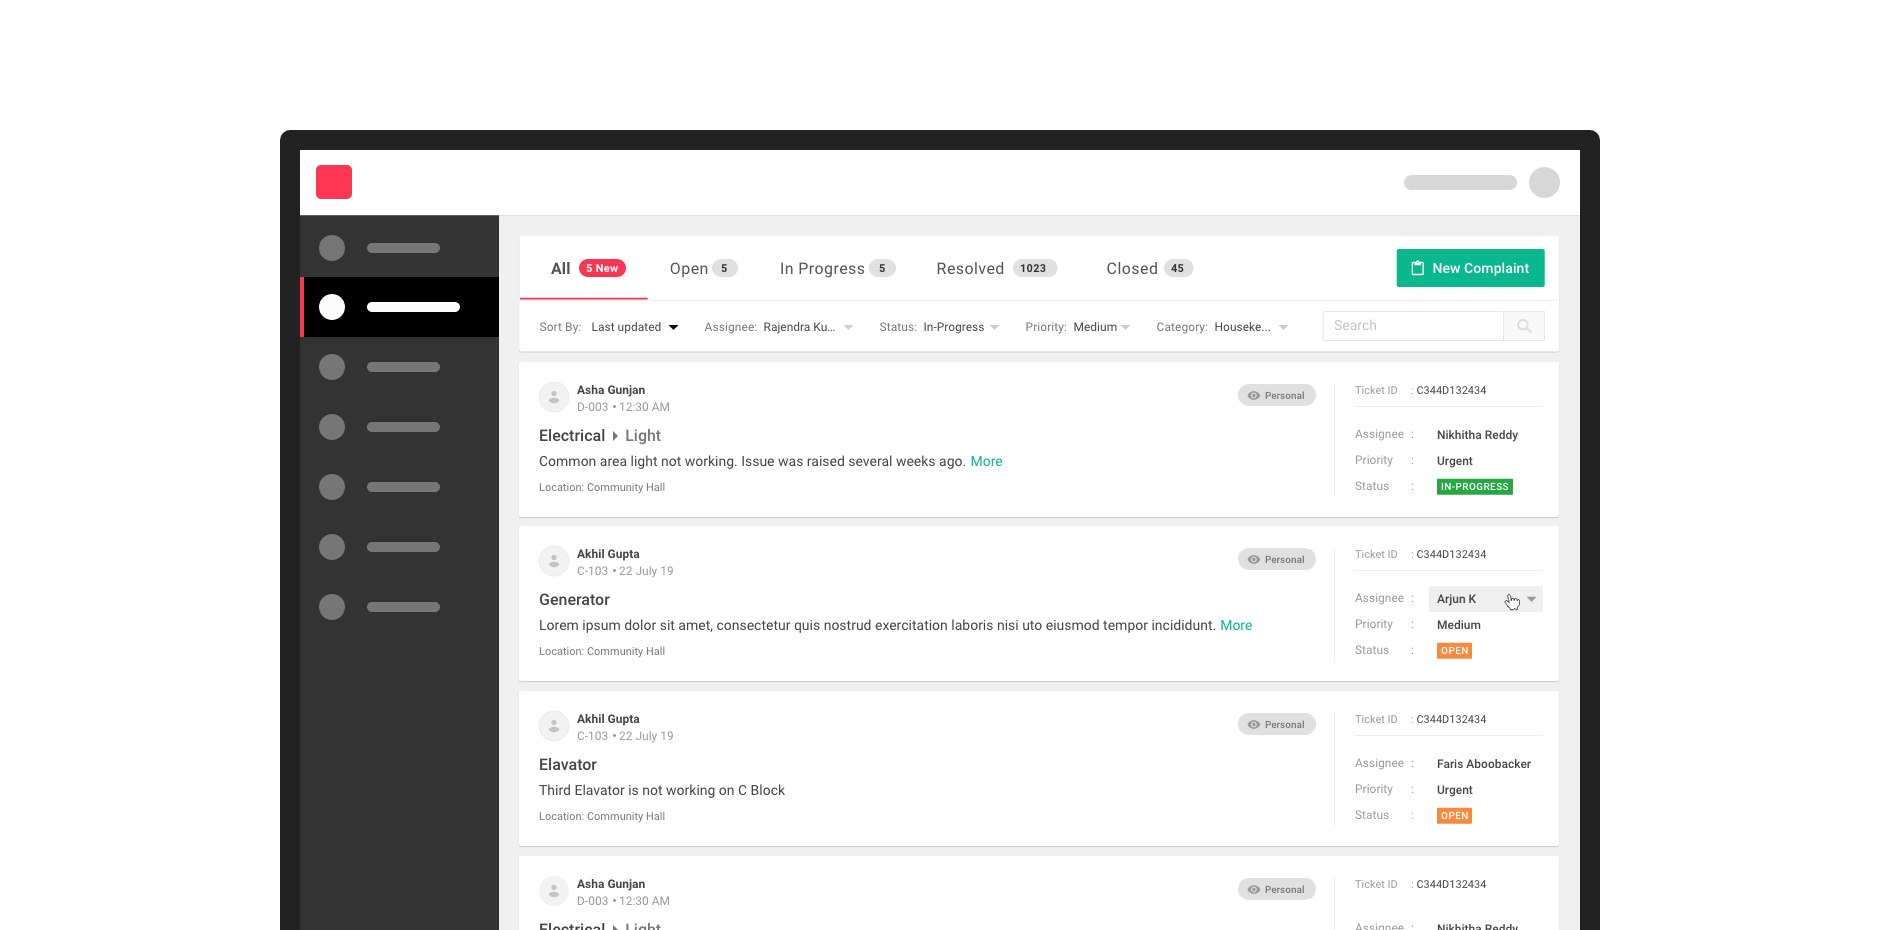 All 5 New Open 5 In Progress 5 Resolved 1023 Closed 45 New Complaint
Sort By: Last updated Assignee: Rajendra Ku... Status: In-Progress Priority: Medium Category: Houseke... Search
Asha Gunjan
D-003 • 12:30 AM
Personal
Electrical Light
Common area light not working. Issue was raised several weeks ago. More
Location: Community Hall
Ticket ID : C344D132434
Assignee : Nikhitha Reddy
Priority : Urgent
Status : IN-PROGRESS
Akhil Gupta
C-103 • 22 July 19
Personal
Generator
Lorem ipsum dolor sit amet, consectetur quis nostrud exercitation laboris nisi uto eiusmod tempor incididunt. More
Location: Community Hall
Ticket ID : C344D132434
Assignee : Arjun K
Priority : Medium
Status : OPEN
Akhil Gupta
C-103 • 22 July 19
Personal
Elavator
Third Elavator is not working on C Block
Location: Community Hall
Ticket ID : C344D132434
Assignee : Faris Aboobacker
Priority : Urgent
Status : OPEN
Asha Gunjan
D-003 • 12:30 AM
Personal
Electrical Light
Ticket ID : C344D132434
Assignee : Nikhitha Reddy